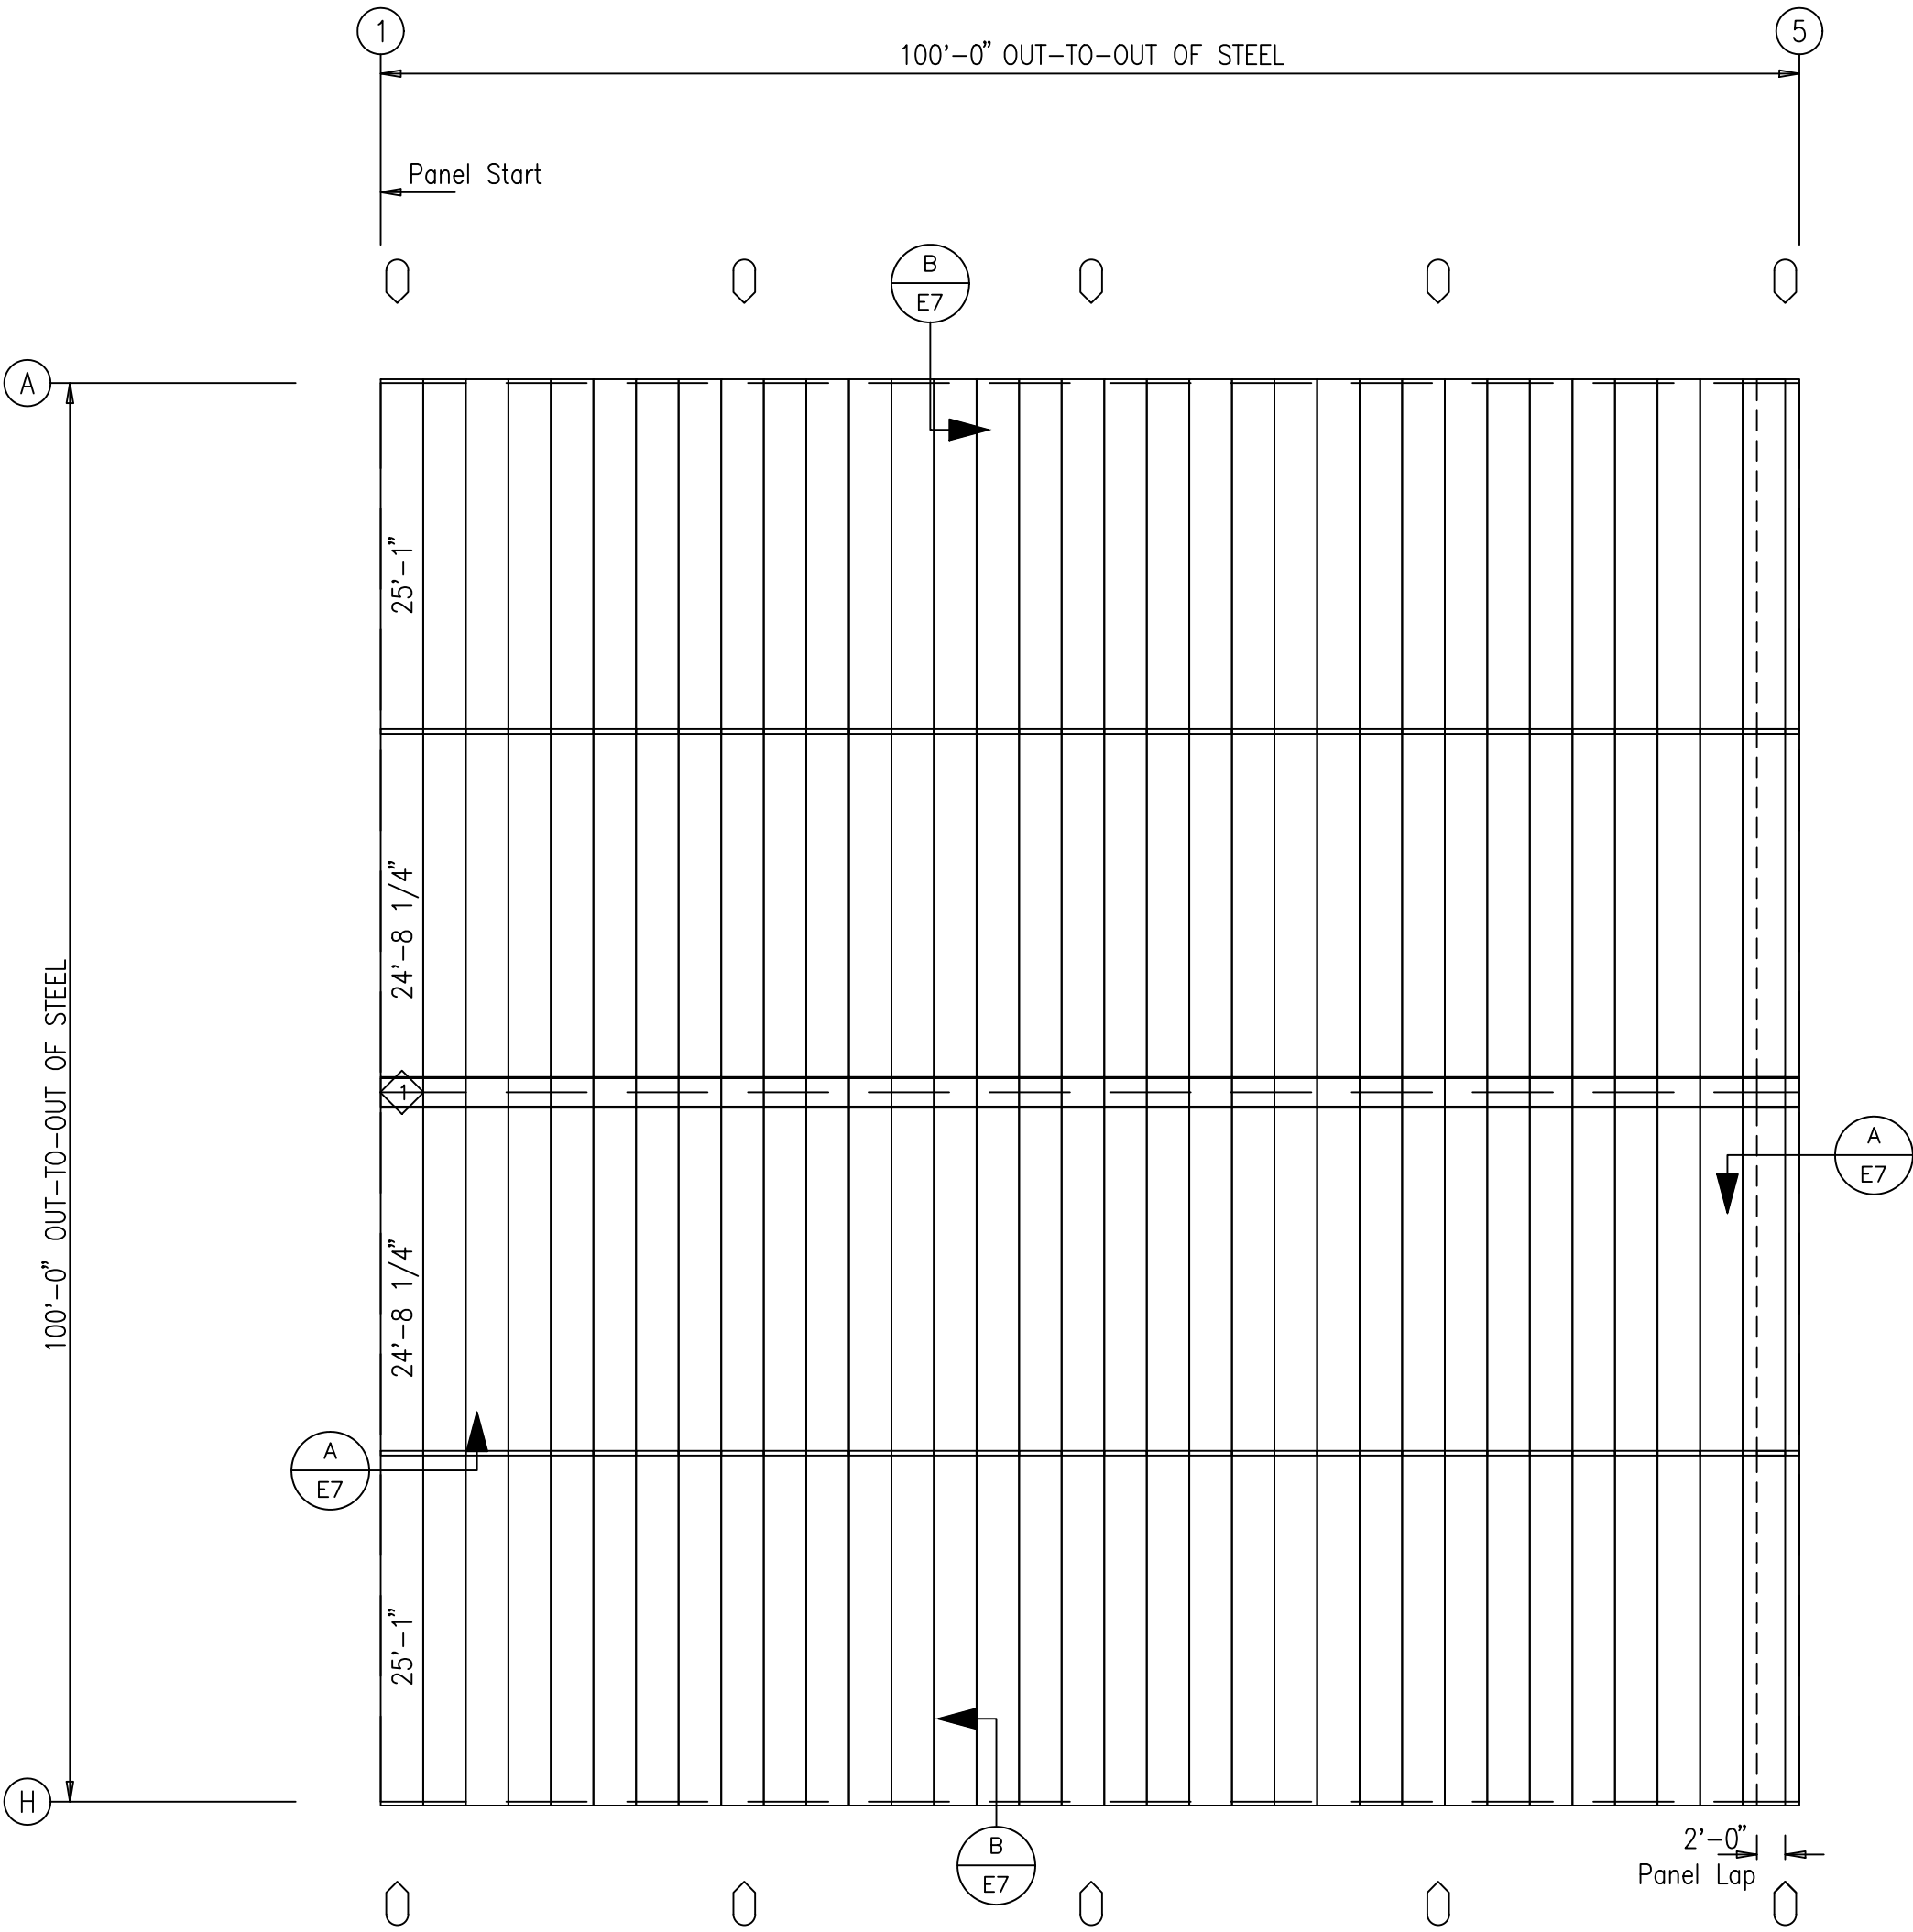 1
5
100'-0" OUT-TO-OUT OF STEEL
Panel Start
B
E7
A
25'-1"
24'-8 1/4"
100'-0" OUT-TO-OUT OF STEEL
1
A
E7
24'-8 1/4"
A
E7
25'-1"
H
B
E7
2'-0"
Panel Lap